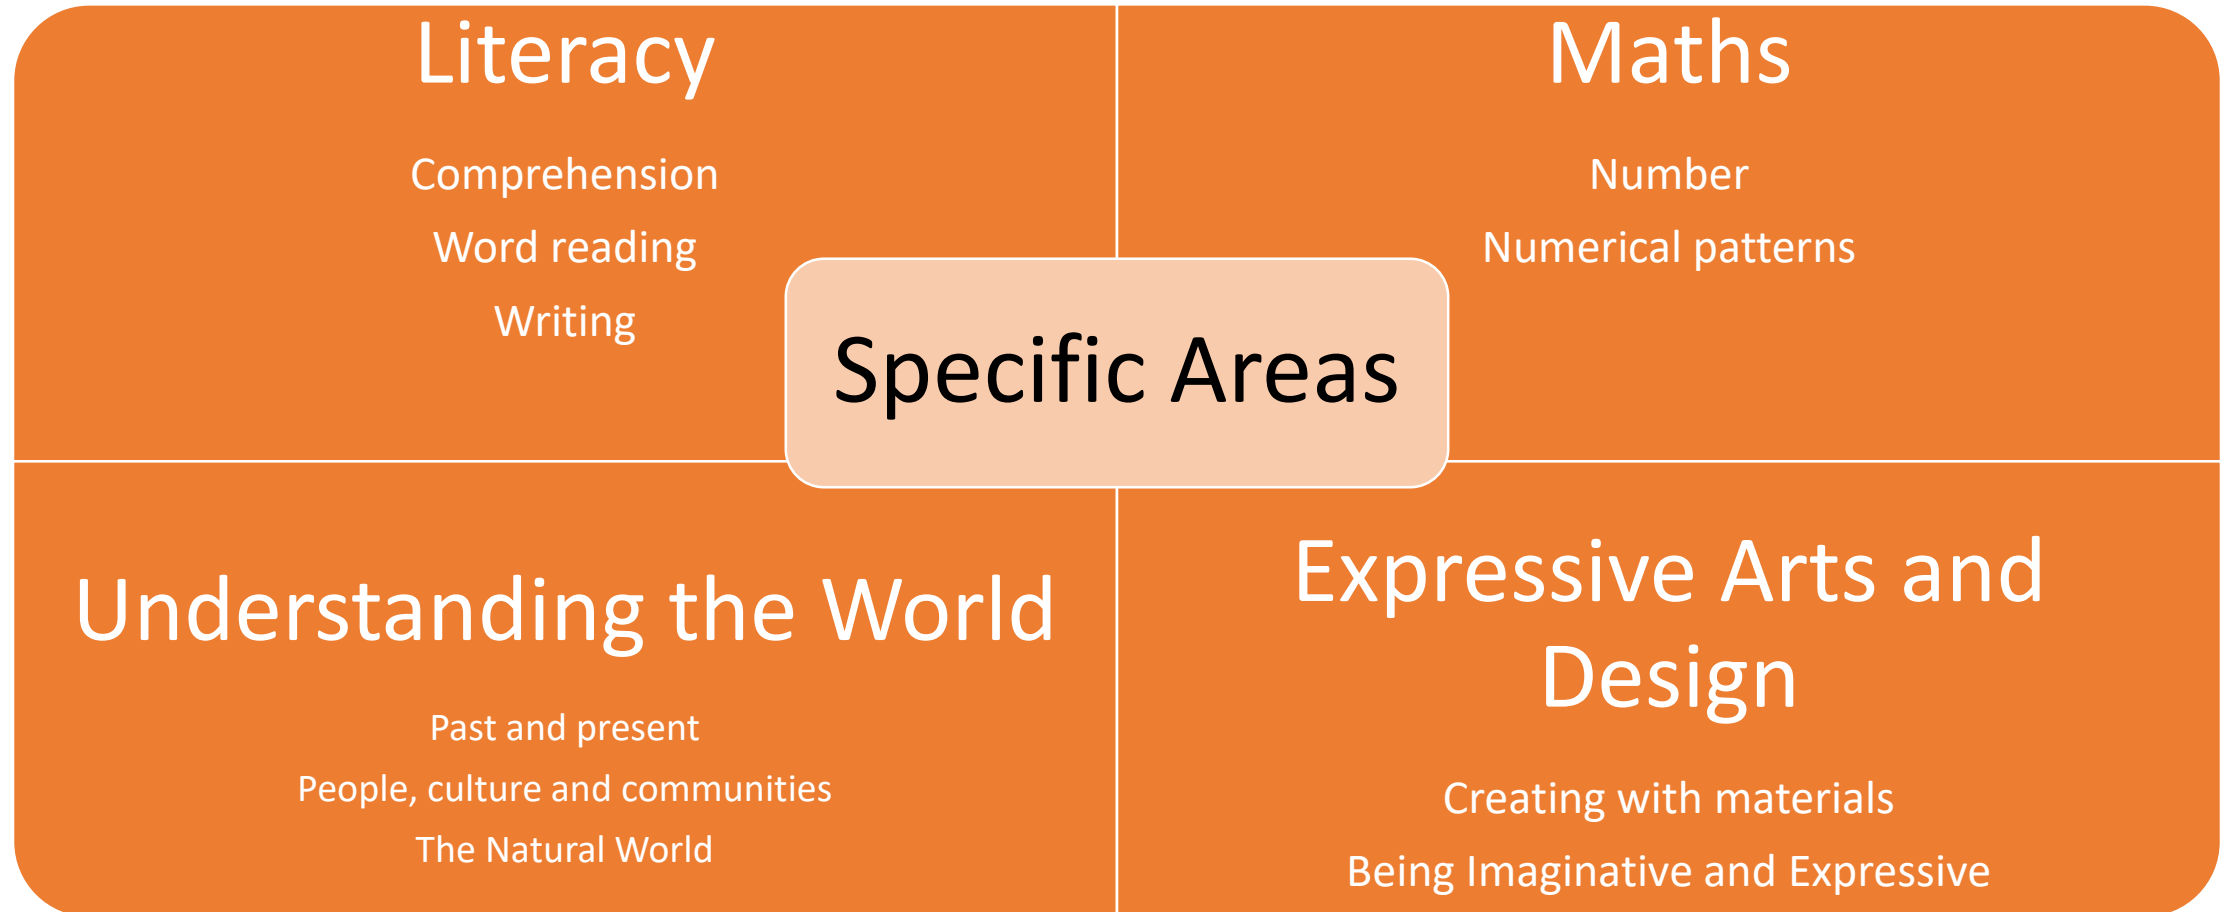 Literacy
Comprehension
Word reading
Writing
Maths
Number
Numerical patterns
Specific Areas
Understanding the World
Past and present
People, culture and communities
The Natural World
Expressive Arts and
Design
Creating with materials
Being Imaginative and Expressive